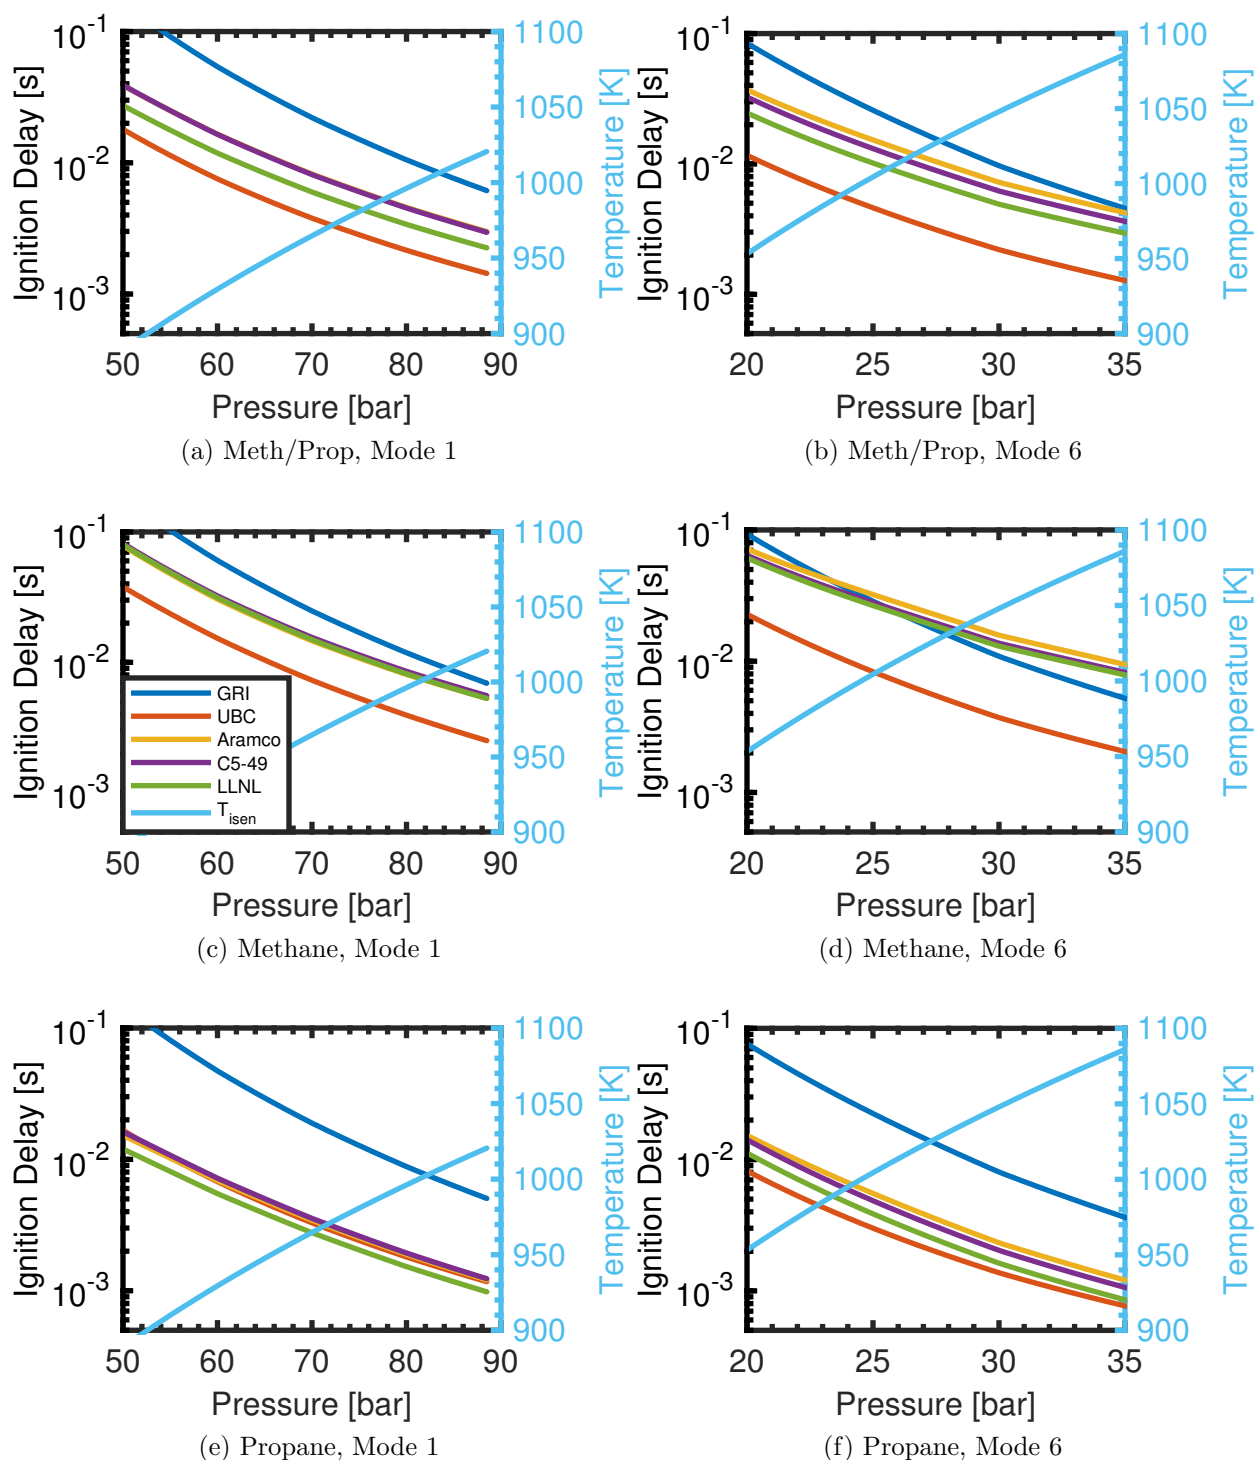 10^-1
10^-2
10^-3
Ignition Delay [s]
50 60 70 80 90
Pressure [bar]
1100
1050
1000
950
900
Temperature [K]
(a) Meth/Prop, Mode 1
10^-1
10^-2
10^-3
Ignition Delay [s]
20 25 30 35
Pressure [bar]
1100
1050
1000
950
900
Temperature [K]
(b) Meth/Prop, Mode 6
10^-1
10^-2
10^-3
Ignition Delay [s]
GRI
UBC
Aramco
C5-49
LLNL
T_isen
50 60 70 80 90
Pressure [bar]
1100
1050
1000
950
900
Temperature [K]
(c) Methane, Mode 1
10^-1
10^-2
10^-3
Ignition Delay [s]
20 25 30 35
Pressure [bar]
1100
1050
1000
950
900
Temperature [K]
(d) Methane, Mode 6
10^-1
10^-2
10^-3
Ignition Delay [s]
50 60 70 80 90
Pressure [bar]
1100
1050
1000
950
900
Temperature [K]
(e) Propane, Mode 1
10^-1
10^-2
10^-3
Ignition Delay [s]
20 25 30 35
Pressure [bar]
1100
1050
1000
950
900
Temperature [K]
(f) Propane, Mode 6